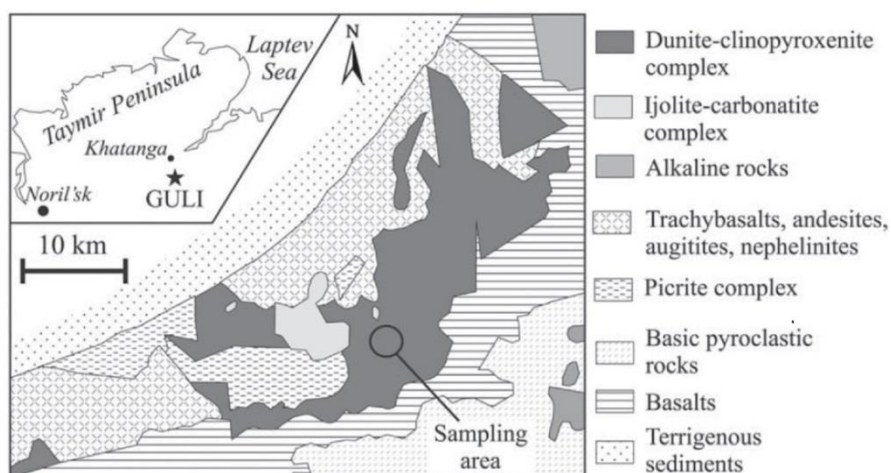 Laptev
Sea
Taymir Peninsula
Khatanga
Noril'sk
GULI
N
10 km
Sampling
area
Dunite-clinopyroxenite
complex
Ijolite-carbonatite
complex
Alkaline rocks
Trachybasalts, andesites,
augitites, nephelinites
Picrite complex
Basic pyroclastic
rocks
Basalts
Terrigenous
sediments